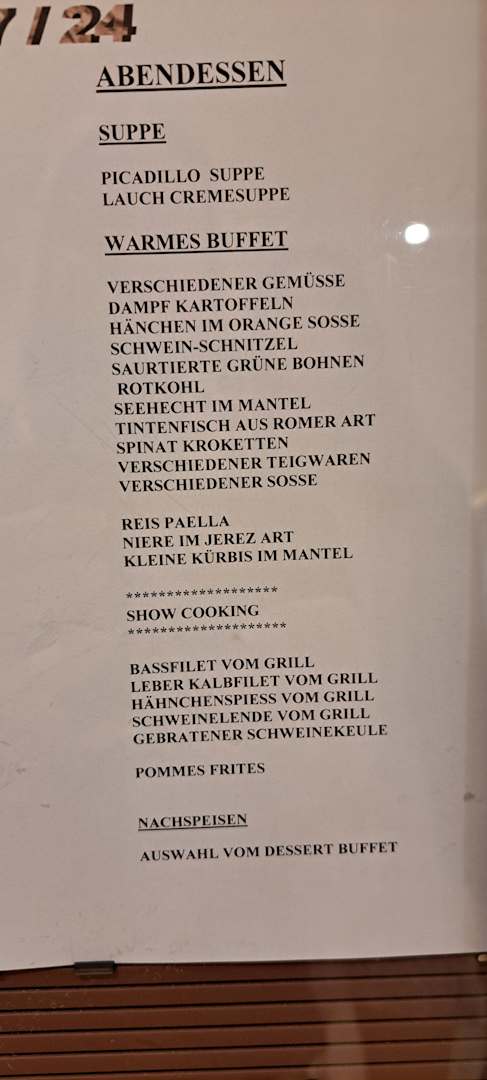 7 / 24
ABENDESSEN
SUPPE
PICADILLO SUPPE
LAUCH CREMESUPPE
WARMES BUFFET
VERSCHIEDENER GEMÜSSE
DAMPF KARTOFFELN
HÄNCHEN IM ORANGE SOSSE
SCHWEIN-SCHNITZEL
SAURTIERTE GRÜNE BOHNEN
ROTKOHL
SEEHECHT IM MANTEL
TINTENFISCH AUS ROMER ART
SPINAT KROKETTEN
VERSCHIEDENER TEIGWAREN
VERSCHIEDENER SOSSE
REIS PAELLA
NIERE IM JEREZ ART
KLEINE KÜRBIS IM MANTEL
*******************
SHOW COOKING
********************
BASSFILET VOM GRILL
LEBER KALBFILET VOM GRILL
HÄHNCHENSPIESS VOM GRILL
SCHWEINELENDE VOM GRILL
GEBRATENER SCHWEINEKEULE
POMMES FRITES
NACHSPEISEN
AUSWAHL VOM DESSERT BUFFET